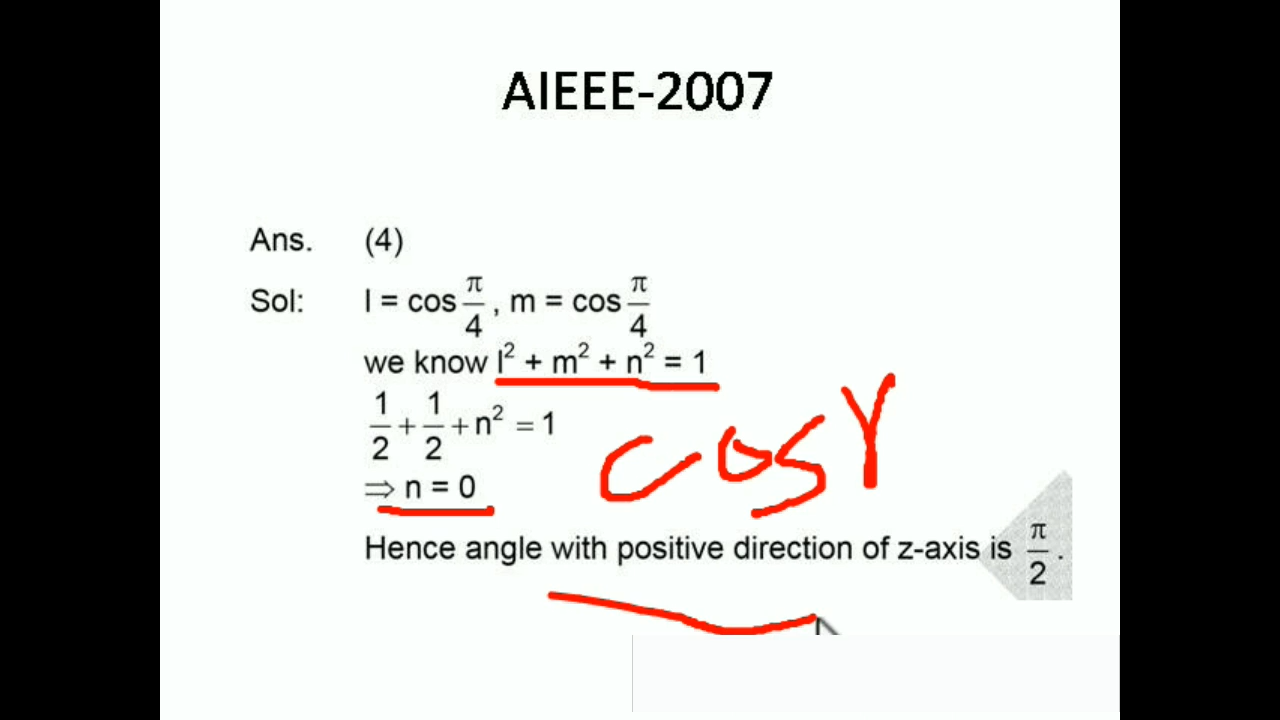 AIEEE-2007
Ans. (4)
Sol: l = cos π/4 , m = cos π/4
we know l² + m² + n² = 1
1/2 + 1/2 + n² = 1
⇒ n = 0
cosγ
Hence angle with positive direction of z-axis is π/2 .